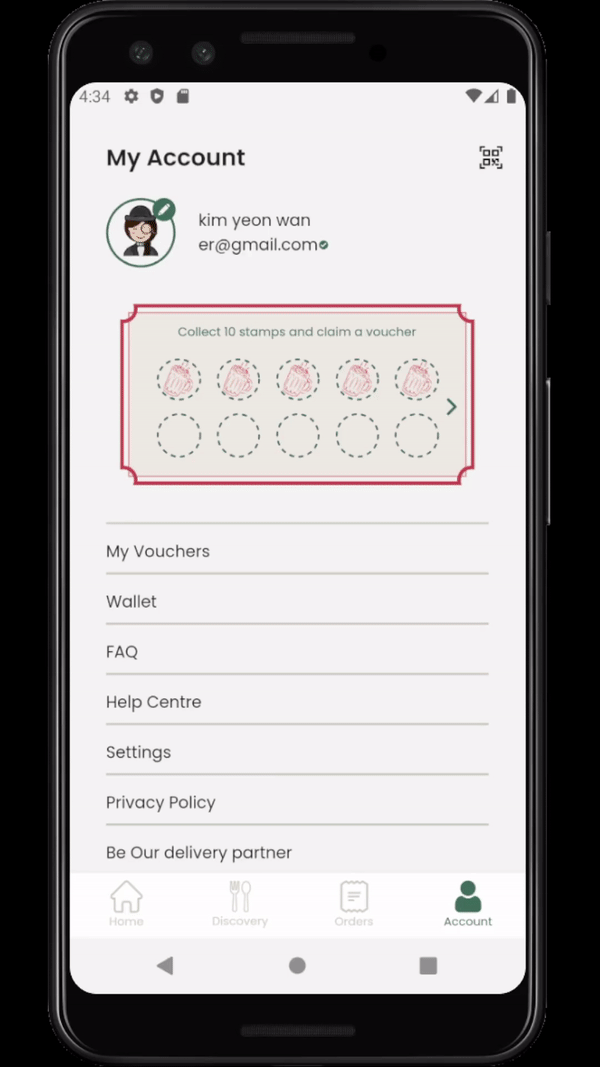 4:34
My Account
kim yeon wan
er@gmail.com
Collect 10 stamps and claim a voucher
My Vouchers
Wallet
FAQ
Help Centre
Settings
Privacy Policy
Be Our delivery partner
Home
Discovery
Orders
Account